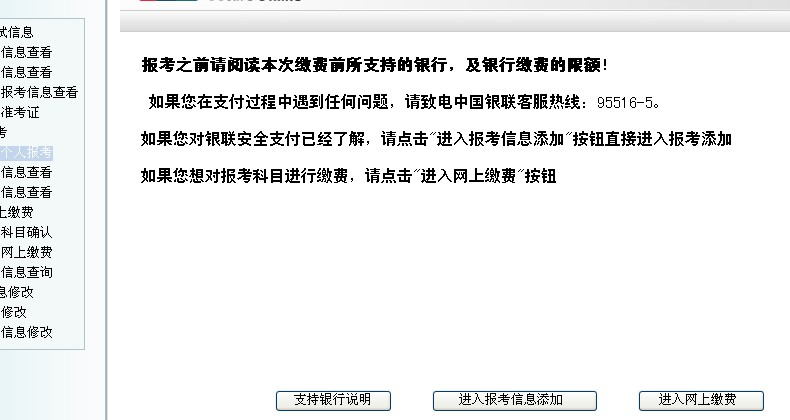 试信息
信息查看
信息查看
报考信息查看
准考证
考
个人报考
信息查看
信息查看
上缴费
科目确认
网上缴费
信息查询
息修改
修改
信息修改
报考之前请阅读本次缴费前所支持的银行，及银行缴费的限额！
如果您在支付过程中遇到任何问题，请致电中国银联客服热线：95516-5。
如果您对银联安全支付已经了解，请点击"进入报考信息添加"按钮直接进入报考添加
如果您想对报考科目进行缴费，请点击"进入网上缴费"按钮
支持银行说明
进入报考信息添加
进入网上缴费